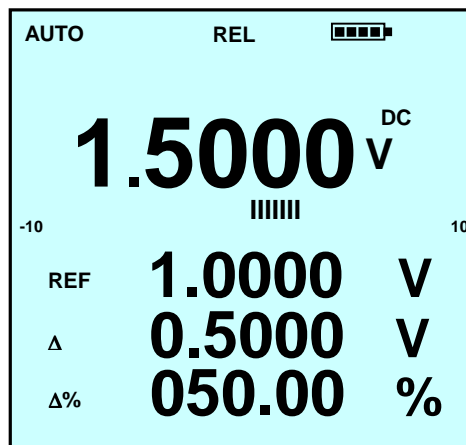 AUTO REL
1.5000 V DC
-10 10
REF 1.0000 V
Δ 0.5000 V
Δ% 050.00 %